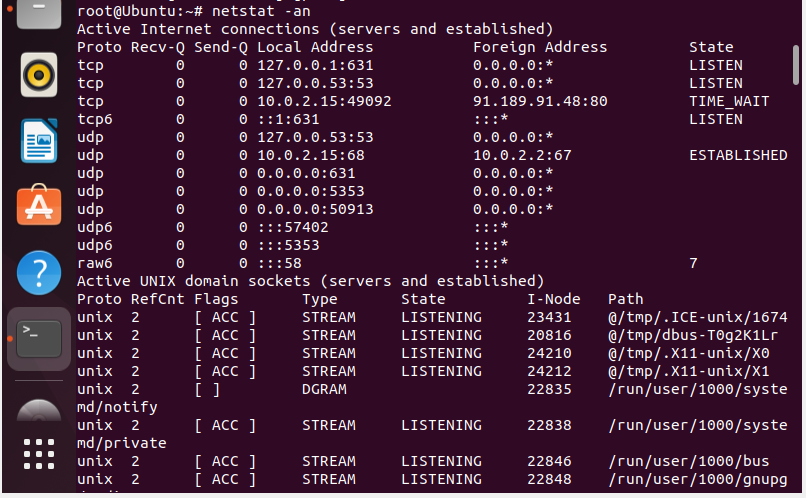 root@Ubuntu:~# netstat -an
Active Internet connections (servers and established)
Proto Recv-Q Send-Q Local Address           Foreign Address         State
tcp        0      0 127.0.0.1:631           0.0.0.0:*               LISTEN
tcp        0      0 127.0.0.53:53           0.0.0.0:*               LISTEN
tcp        0      0 10.0.2.15:49092         91.189.91.48:80         TIME_WAIT
tcp6       0      0 ::1:631                 :::*                    LISTEN
udp        0      0 127.0.0.53:53           0.0.0.0:*
udp        0      0 10.0.2.15:68            10.0.2.2:67             ESTABLISHED
udp        0      0 0.0.0.0:631             0.0.0.0:*
udp        0      0 0.0.0.0:5353            0.0.0.0:*
udp        0      0 0.0.0.0:50913           0.0.0.0:*
udp6       0      0 :::57402                :::*
udp6       0      0 :::5353                 :::*
raw6       0      0 :::58                   :::*                    7
Active UNIX domain sockets (servers and established)
Proto RefCnt Flags       Type       State         I-Node   Path
unix  2      [ ACC ]     STREAM     LISTENING     23431    @/tmp/.ICE-unix/1674
unix  2      [ ACC ]     STREAM     LISTENING     20816    @/tmp/dbus-T0g2K1Lr
unix  2      [ ACC ]     STREAM     LISTENING     24210    @/tmp/.X11-unix/X0
unix  2      [ ACC ]     STREAM     LISTENING     24212    @/tmp/.X11-unix/X1
unix  2      [ ]         DGRAM                    22835    /run/user/1000/syste
md/notify
unix  2      [ ACC ]     STREAM     LISTENING     22838    /run/user/1000/syste
md/private
unix  2      [ ACC ]     STREAM     LISTENING     22846    /run/user/1000/bus
unix  2      [ ACC ]     STREAM     LISTENING     22848    /run/user/1000/gnupg